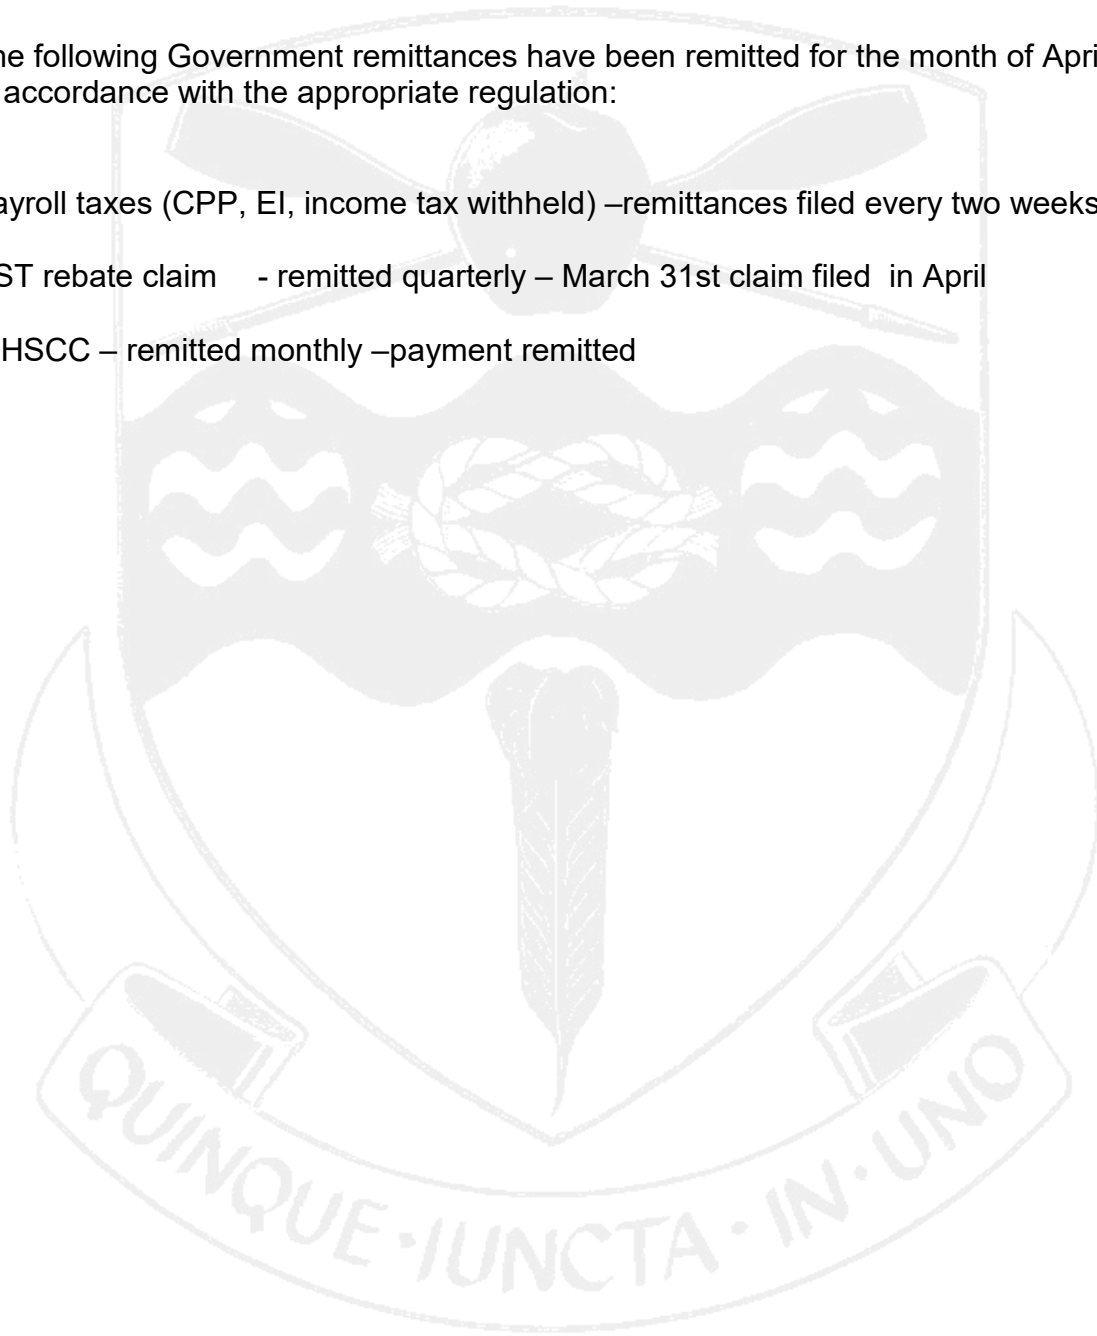 ne following Government remittances have been remitted for the month of Apri
accordance with the appropriate regulation:
ayroll taxes (CPP, EI, income tax withheld) –remittances filed every two weeks
ST rebate claim - remitted quarterly – March 31st claim filed in April
HSCC – remitted monthly –payment remitted
QUINQUE · IUNCTA · IN · UNO